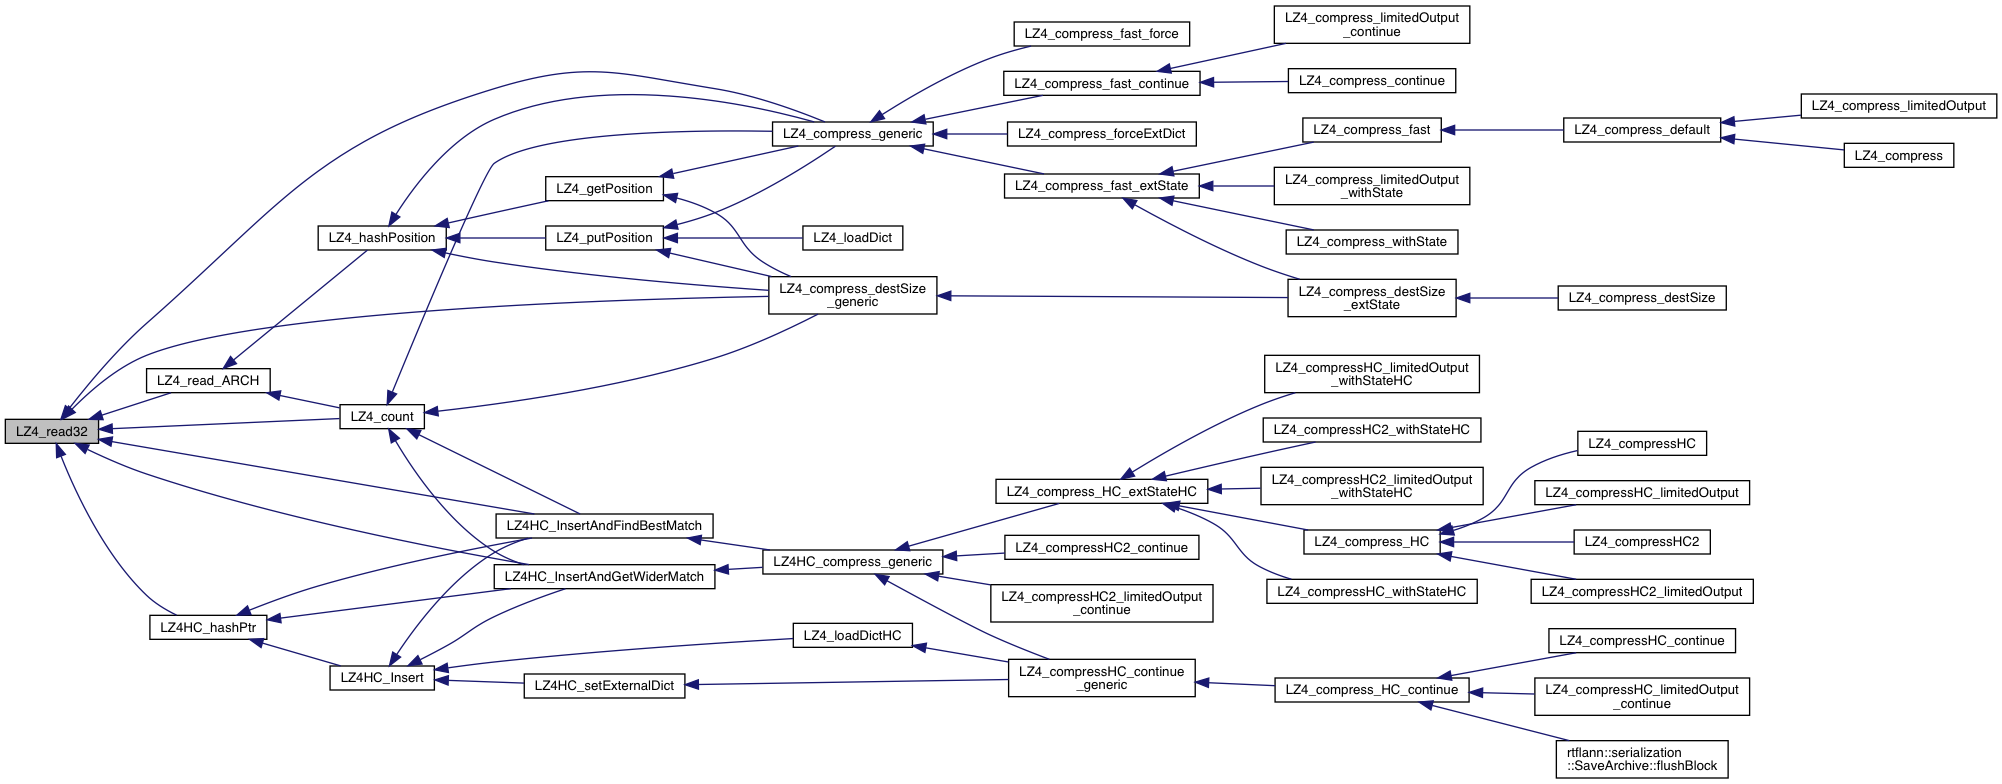 LZ4_read32
LZ4_read_ARCH
LZ4HC_hashPtr
LZ4_hashPosition
LZ4_count
LZ4HC_Insert
LZ4_getPosition
LZ4_putPosition
LZ4HC_InsertAndFindBestMatch
LZ4HC_InsertAndGetWiderMatch
LZ4HC_setExternalDict
LZ4_compress_generic
LZ4_loadDict
LZ4_compress_destSize
_generic
LZ4HC_compress_generic
LZ4_loadDictHC
LZ4_compress_fast_force
LZ4_compress_fast_continue
LZ4_compress_forceExtDict
LZ4_compress_fast_extState
LZ4_compress_HC_extStateHC
LZ4_compressHC2_continue
LZ4_compressHC2_limitedOutput
_continue
LZ4_compressHC_continue
_generic
LZ4_compress_limitedOutput
_continue
LZ4_compress_continue
LZ4_compress_fast
LZ4_compress_limitedOutput
_withState
LZ4_compress_withState
LZ4_compress_destSize
_extState
LZ4_compressHC_limitedOutput
_withStateHC
LZ4_compressHC2_withStateHC
LZ4_compressHC2_limitedOutput
_withStateHC
LZ4_compress_HC
LZ4_compressHC_withStateHC
LZ4_compress_HC_continue
LZ4_compress_default
LZ4_compress_destSize
LZ4_compressHC
LZ4_compressHC_limitedOutput
LZ4_compressHC2
LZ4_compressHC2_limitedOutput
LZ4_compressHC_continue
LZ4_compressHC_limitedOutput
_continue
rtflann::serialization
::SaveArchive::flushBlock
LZ4_compress_limitedOutput
LZ4_compress